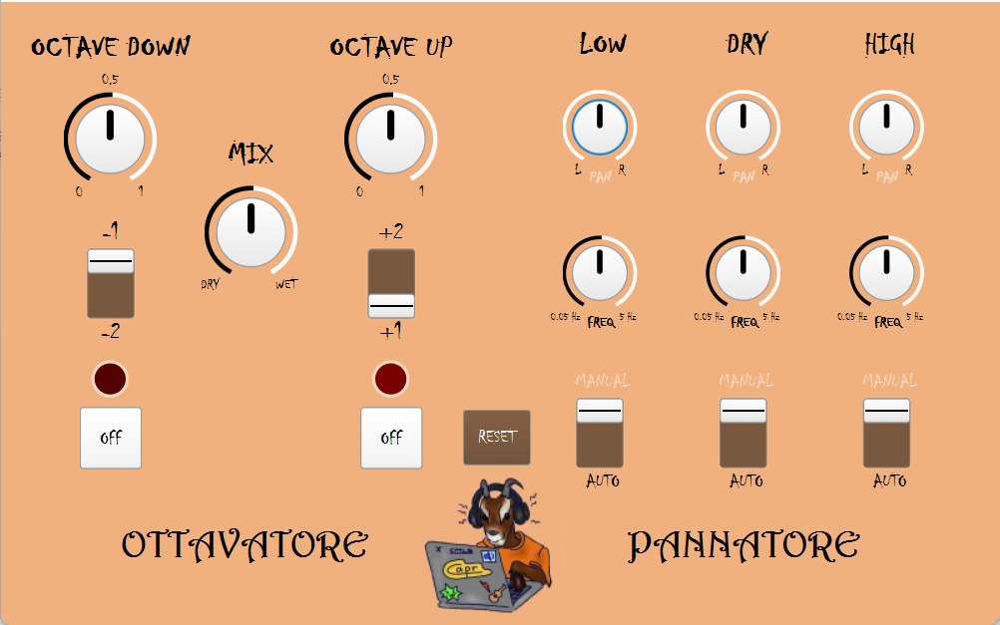 OCTAVE DOWN
0.5
0 1
-1
-2
OFF
MIX
DRY WET
OCTAVE UP
0.5
0 1
+2
+1
OFF
RESET
LOW DRY HIGH
L R L R L R
PAN PAN PAN
0.05 Hz FREQ 5 Hz 0.05 Hz FREQ 5 Hz 0.05 Hz FREQ 5 Hz
MANUAL MANUAL MANUAL
AUTO AUTO AUTO
OTTAVATORE
PANNATORE
Capr